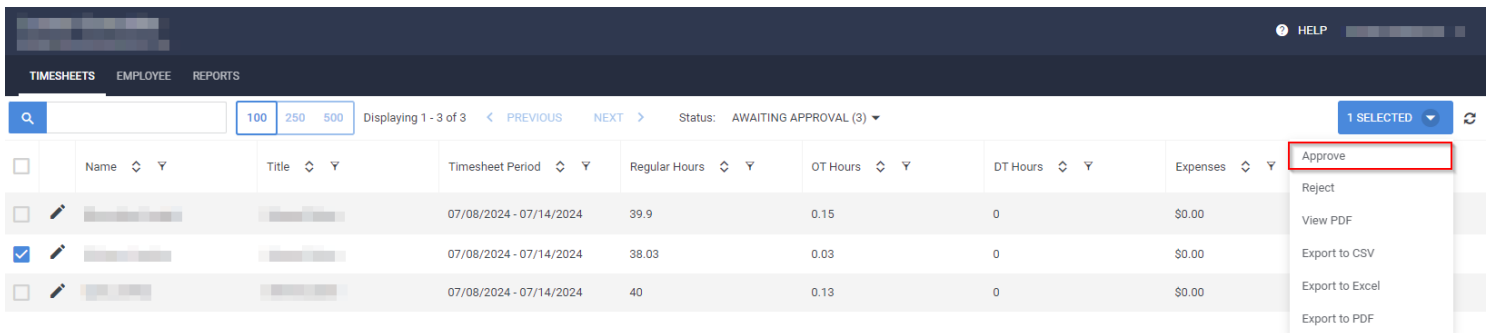 HELP
TIMESHEETS EMPLOYEE REPORTS
100 250 500 Displaying 1 - 3 of 3 < PREVIOUS NEXT > Status: AWAITING APPROVAL (3) 1 SELECTED
Name Title Timesheet Period Regular Hours OT Hours DT Hours Expenses
Approve
Reject
07/08/2024 - 07/14/2024 39.9 0.15 0 $0.00
View PDF
07/08/2024 - 07/14/2024 38.03 0.03 0 $0.00
Export to CSV
07/08/2024 - 07/14/2024 40 0.13 0 $0.00
Export to Excel
Export to PDF